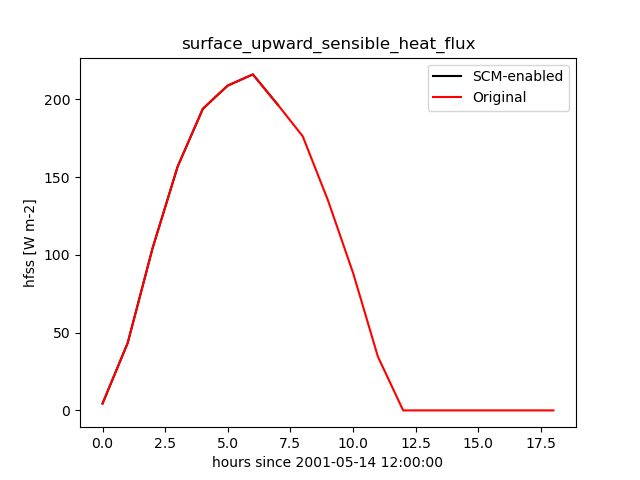 surface_upward_sensible_heat_flux
SCM-enabled
Original
200
150
100
50
0
hfss [W m-2]
0.0 2.5 5.0 7.5 10.0 12.5 15.0 17.5
hours since 2001-05-14 12:00:00